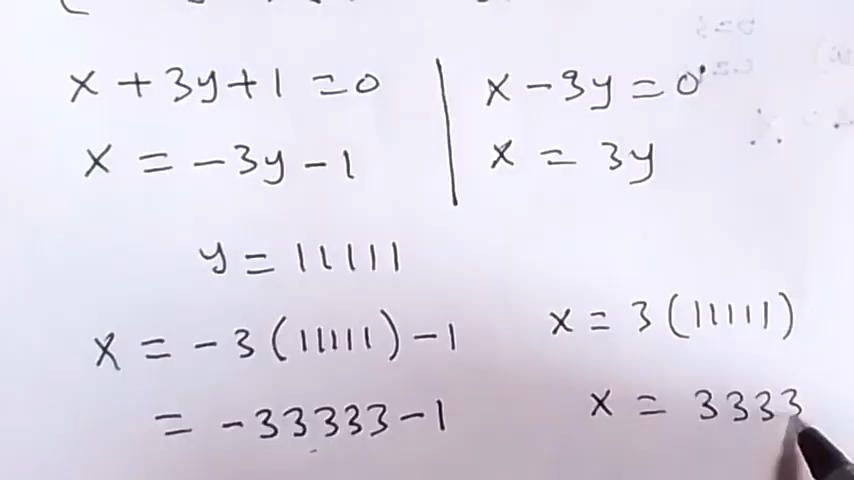 x + 3y + 1 = 0
x = -3y - 1
x - 3y = 0
x = 3y
y = 11111
x = -3(11111) - 1
= -33333 - 1
x = 3(11111)
x = 3333